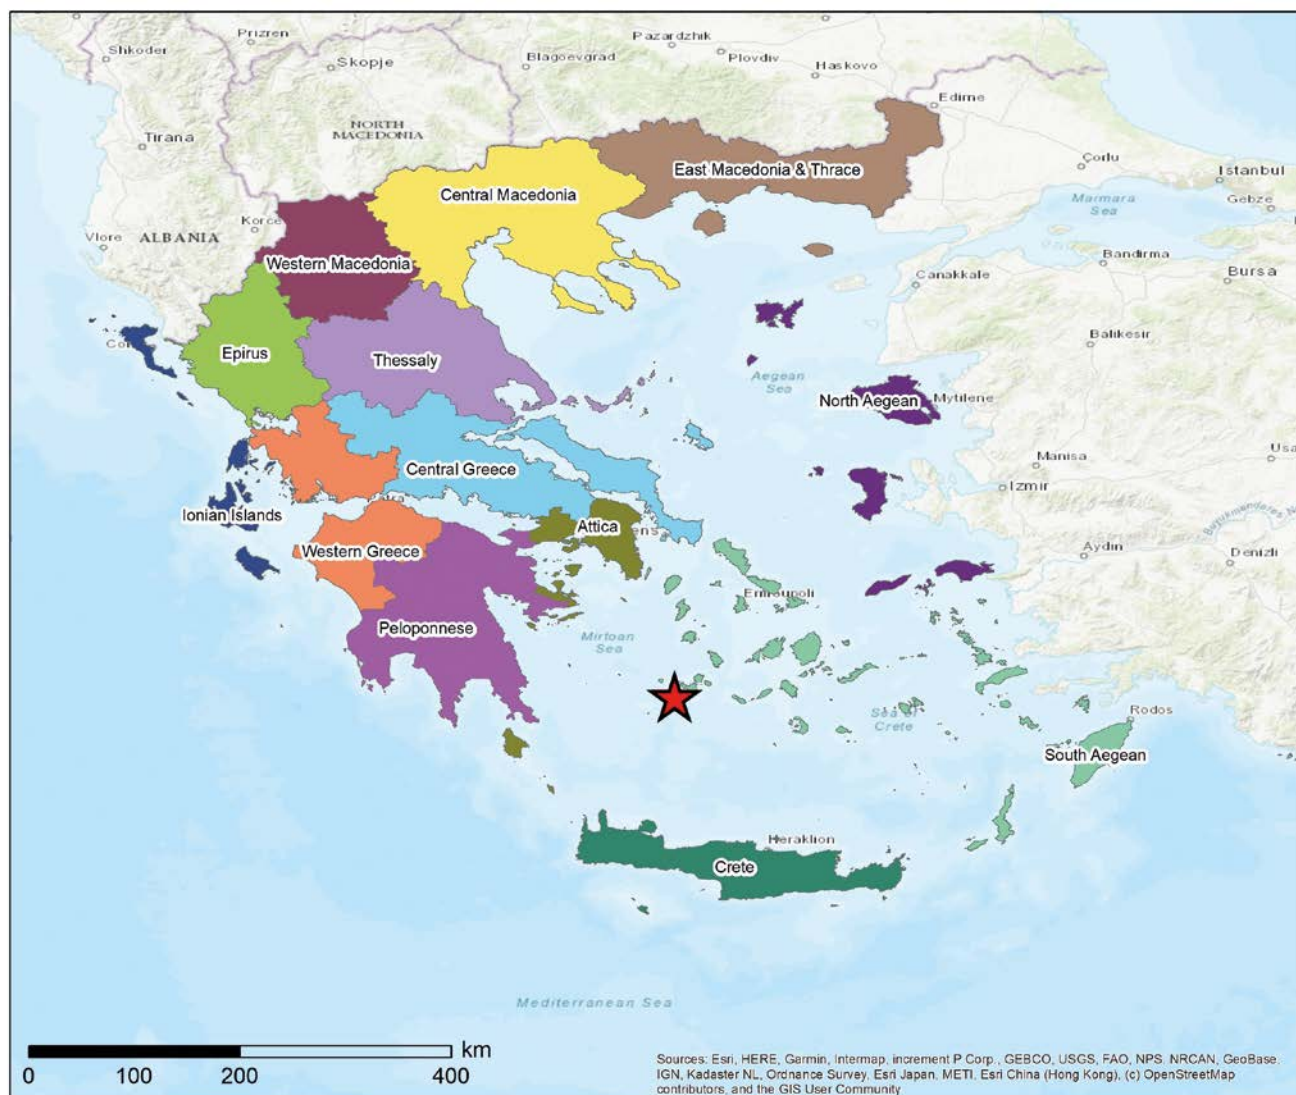 Prizren
Shkoder
Skopje
Pazardzhik
Blagoevgrad
Plovdiv
Haskovo
Edirne
NORTH
MACEDONIA
Tirana
Corlu
Istanbul
East Macedonia & Thrace
Central Macedonia
Gebze
Marmara
Sea
Korce
Vlore
ALBANIA
Bandirma
Western Macedonia
Canakkale
Bursa
Balikesir
Epirus
Thessaly
Aegean
Sea
North Aegean
Mytilene
Manisa
Central Greece
Izmir
Ionian Islands
Attica
Western Greece
Aydin
Denizli
Ermoupoli
Peloponnese
Mirtoan
Sea
Sea of
Crete
Rodos
South Aegean
Heraklion
Crete
Mediterranean Sea
km
0 100 200 400
Sources: Esri, HERE, Garmin, Intermap, increment P Corp., GEBCO, USGS, FAO, NPS, NRCAN, GeoBase,
IGN, Kadaster NL, Ordnance Survey, Esri Japan, METI, Esri China (Hong Kong), (c) OpenStreetMap
contributors, and the GIS User Community